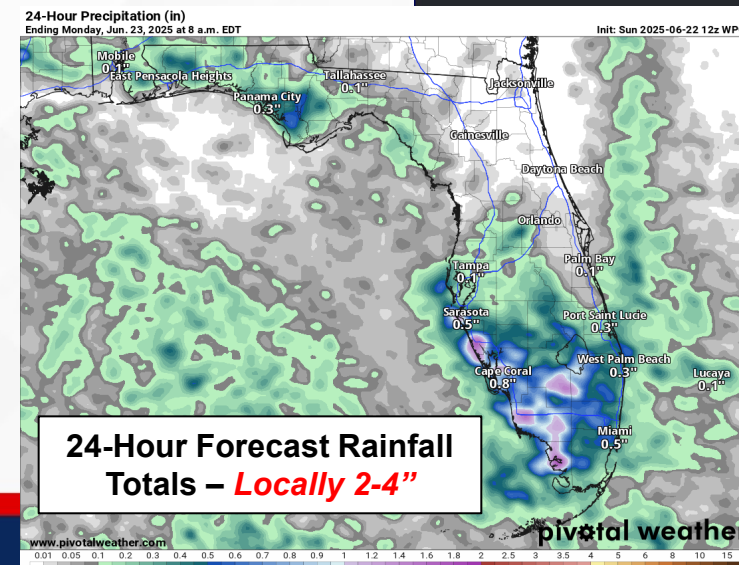 24-Hour Precipitation (in)
Ending Monday, Jun. 23, 2025 at 8 a.m. EDT
Init: Sun 2025-06-22 12z WP
Mobile
0.1"
East Pensacola Heights
Panama City
0.3"
Tallahassee
0.1"
Jacksonville
Gainesville
Daytona Beach
Orlando
Tampa
0.1"
Palm Bay
0.1"
Sarasota
0.5"
Port Saint Lucie
0.3"
Cape Coral
0.8"
West Palm Beach
0.3"
Lucaya
0.1"
Miami
0.5"
24-Hour Forecast Rainfall
Totals – Locally 2-4”
www.pivotalweather.com
pivotal weather
0.01 0.05 0.1 0.2 0.3 0.4 0.5 0.6 0.7 0.8 0.9 1 1.2 1.4 1.6 1.8 2 2.5 3 3.5 4 5 6 8 10 15